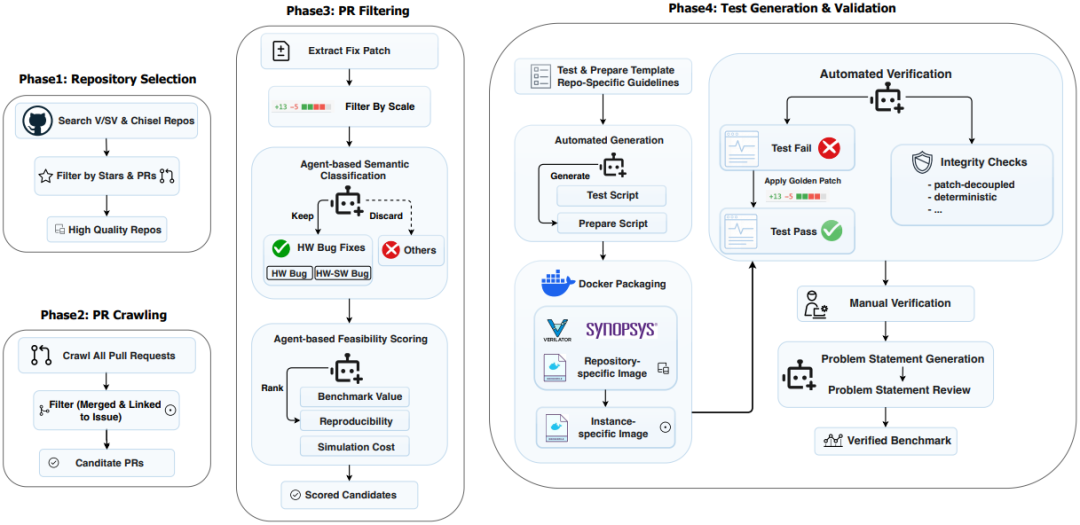 Phase1: Repository Selection
Search V/SV & Chisel Repos
Filter by Stars & PRs
High Quality Repos
Phase2: PR Crawling
Crawl All Pull Requests
Filter (Merged & Linked
to Issue)
Canditate PRs
Phase3: PR Filtering
Extract Fix Patch
+13 −5
Filter By Scale
Agent-based Semantic
Classification
Keep
Discard
HW Bug Fixes
HW Bug
HW-SW Bug
Others
Agent-based Feasibility Scoring
Rank
Benchmark Value
Reproducibility
Simulation Cost
Scored Candidates
Phase4: Test Generation & Validation
Test & Prepare Template
Repo-Specific Guidelines
Automated Generation
Generate
Test Script
Prepare Script
Docker Packaging
VERILATOR
SYNOPSYS®
Repository-
specific Image
Instance-
specific Image
Automated Verification
Test Fail
Apply Golden Patch
+13 −5
Test Pass
Integrity Checks
- patch-decoupled
- deterministic
- ...
Manual Verification
Problem Statement Generation
Problem Statement Review
Verified Benchmark